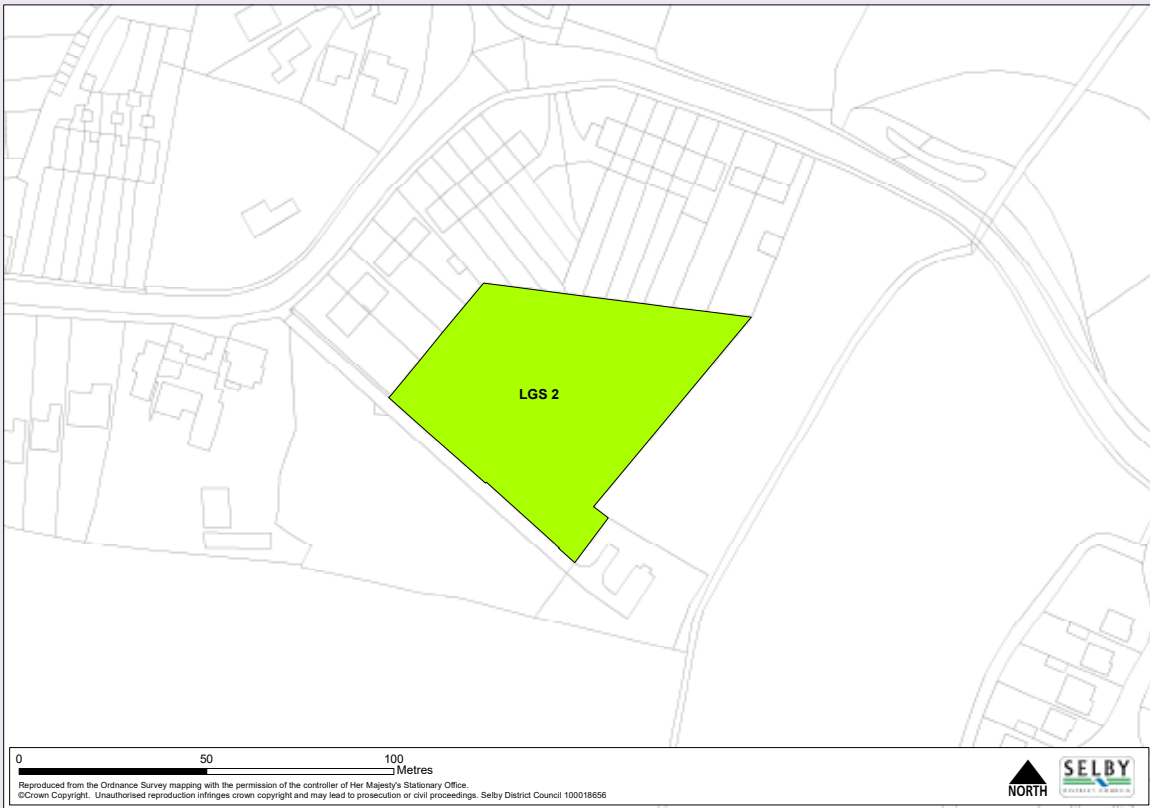 LGS 2
0 50 100
Metres
Reproduced from the Ordnance Survey mapping with the permission of the controller of Her Majesty's Stationary Office.
©Crown Copyright. Unauthorised reproduction infringes crown copyright and may lead to prosecution or civil proceedings. Selby District Council 100018656
NORTH
SELBY
DISTRICT COUNCIL